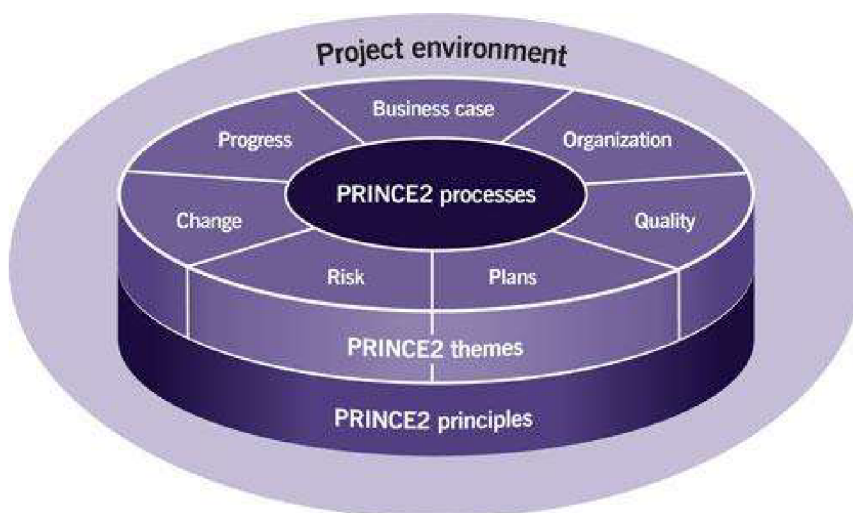 Project environment
Business case
Progress
Organization
PRINCE2 processes
Change
Quality
Risk
Plans
PRINCE2 themes
PRINCE2 principles